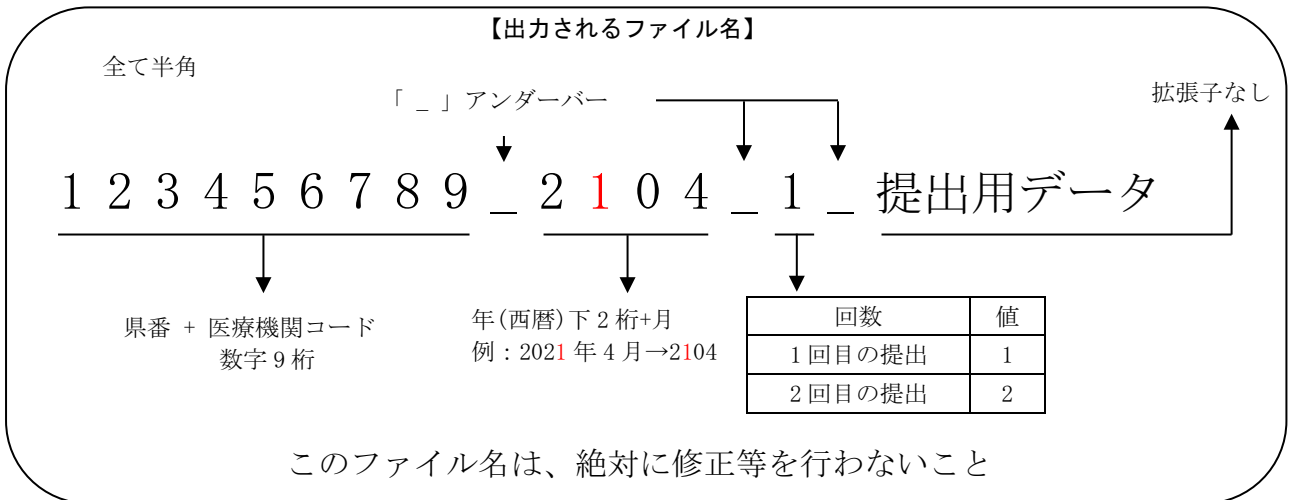 【出力されるファイル名】
全て半角
「 _ 」アンダーバー
拡張子なし
123456789_2104_1_提出用データ
県番 + 医療機関コード
数字9桁
年(西暦)下2桁+月
例：2021年4月→2104
回数 値
1回目の提出 1
2回目の提出 2
このファイル名は、絶対に修正等を行わないこと